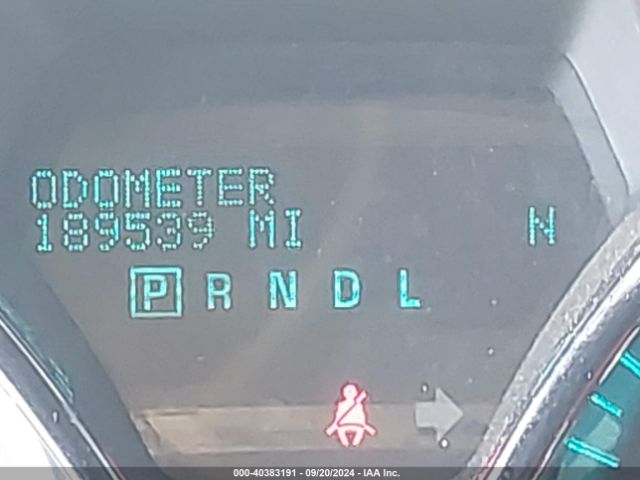 ODOMETER
189539 MI N
P R N D L
000-40383191 - 09/20/2024 - IAA Inc.